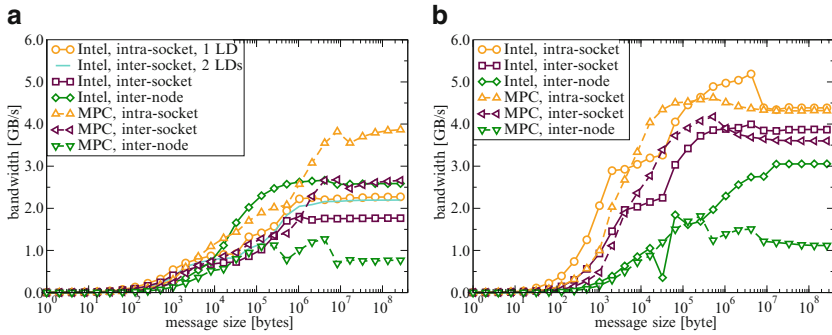 a
6.0
5.0
4.0
3.0
2.0
1.0
0.0
bandwidth [GB/s]
Intel, intra-socket, 1 LD
Intel, inter-socket, 2 LDs
Intel, inter-socket
Intel, inter-node
MPC, intra-socket
MPC, inter-socket
MPC, inter-node
10^0 10^1 10^2 10^3 10^4 10^5 10^6 10^7 10^8
message size [bytes]
b
6.0
5.0
4.0
3.0
2.0
1.0
0.0
bandwidth [GB/s]
Intel, intra-socket
Intel, inter-socket
Intel, inter-node
MPC, intra-socket
MPC, inter-socket
MPC, inter-node
10^0 10^1 10^2 10^3 10^4 10^5 10^6 10^7 10^8
message size [byte]